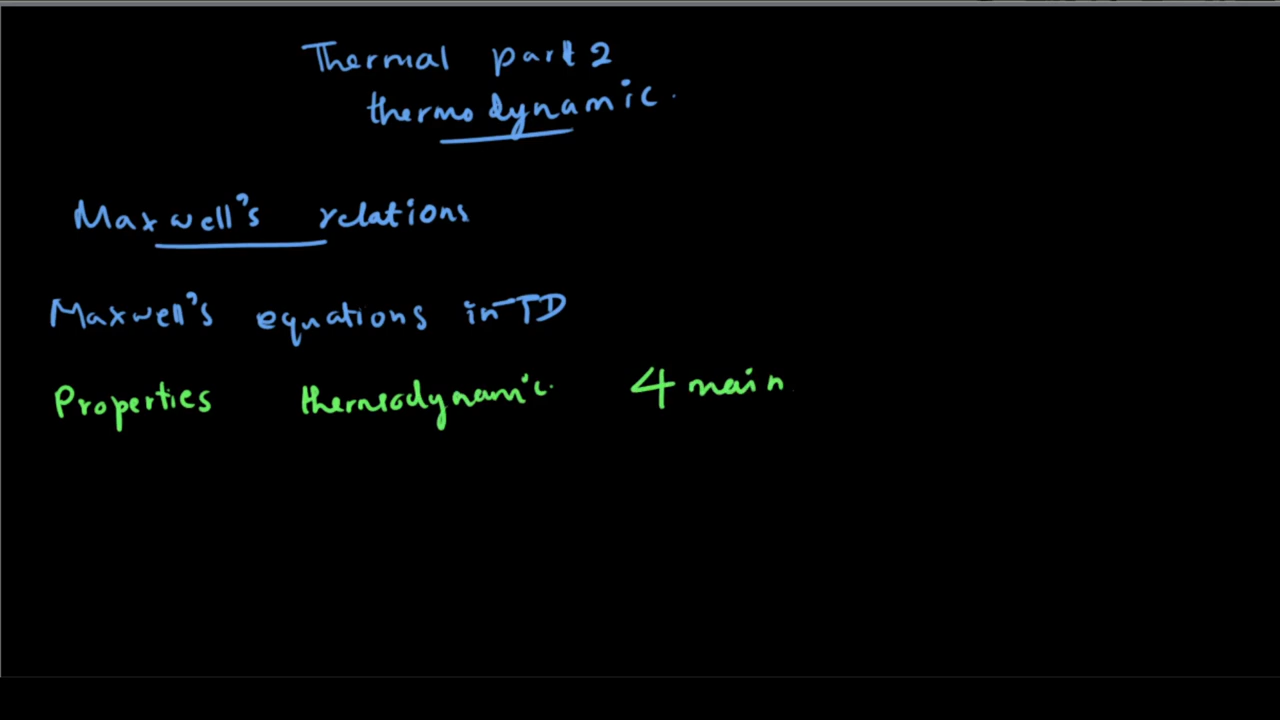 Thermal part 2
thermodynamic.
Maxwell's relations
Maxwell's equations in TD
Properties thermodynamic. 4 main